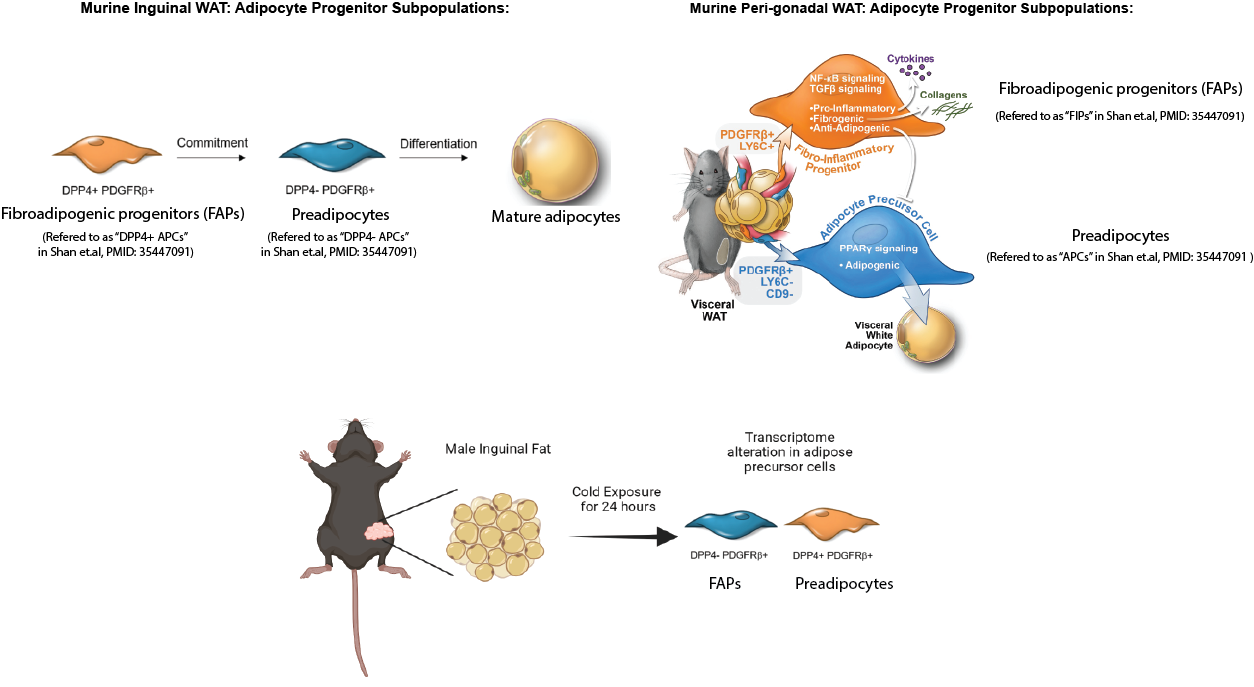 Murine Inguinal WAT: Adipocyte Progenitor Subpopulations:
Commitment
Differentiation
DPP4+ PDGFRβ+
DPP4- PDGFRβ+
Fibroadipogenic progenitors (FAPs)
Preadipocytes
Mature adipocytes
(Refered to as “DPP4+ APCs”
in Shan et.al, PMID: 35447091)
(Refered to as “DPP4- APCs”
in Shan et.al, PMID: 35447091)
Murine Peri-gonadal WAT: Adipocyte Progenitor Subpopulations:
Cytokines
NF-κB signaling
TGFβ signaling
Collagens
•Pro-Inflammatory
•Fibrogenic
•Anti-Adipogenic
PDGFRβ+
LY6C+
Fibro-Inflammatory
Progenitor
Fibroadipogenic progenitors (FAPs)
(Refered to as “FIPs” in Shan et.al, PMID: 35447091)
Adipocyte Precursor Cell
PPARγ signaling
• Adipogenic
PDGFRβ+
LY6C-
CD9-
Visceral
WAT
Visceral
White
Adipocyte
Preadipocytes
(Refered to as “APCs” in Shan et.al, PMID: 35447091 )
Male Inguinal Fat
Cold Exposure
for 24 hours
Transcriptome
alteration in adipose
precursor cells
DPP4- PDGFRβ+
DPP4+ PDGFRβ+
FAPs
Preadipocytes